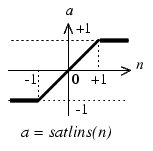 a
+1
n
-1
0
+1
-1
a = satlins(n)